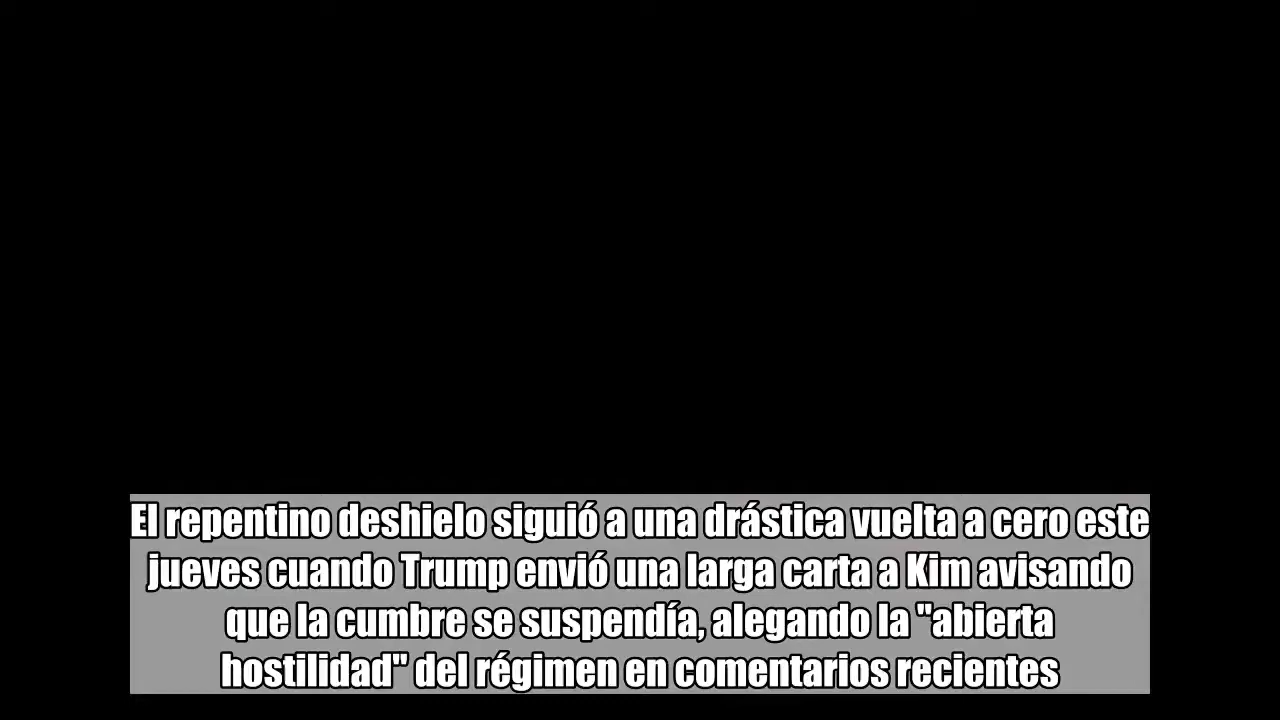 El repentino deshielo siguió a una drástica vuelta a cero este
jueves cuando Trump envió una larga carta a Kim avisando
que la cumbre se suspendía, alegando la "abierta
hostilidad" del régimen en comentarios recientes